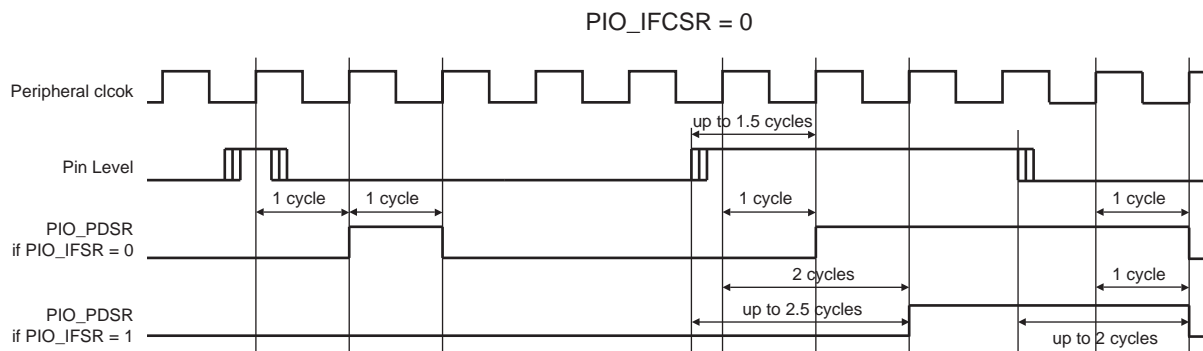 PIO_IFCSR = 0
Peripheral clcok
up to 1.5 cycles
Pin Level
1 cycle
1 cycle
1 cycle
1 cycle
PIO_PDSR
if PIO_IFSR = 0
2 cycles
1 cycle
PIO_PDSR
if PIO_IFSR = 1
up to 2.5 cycles
up to 2 cycles